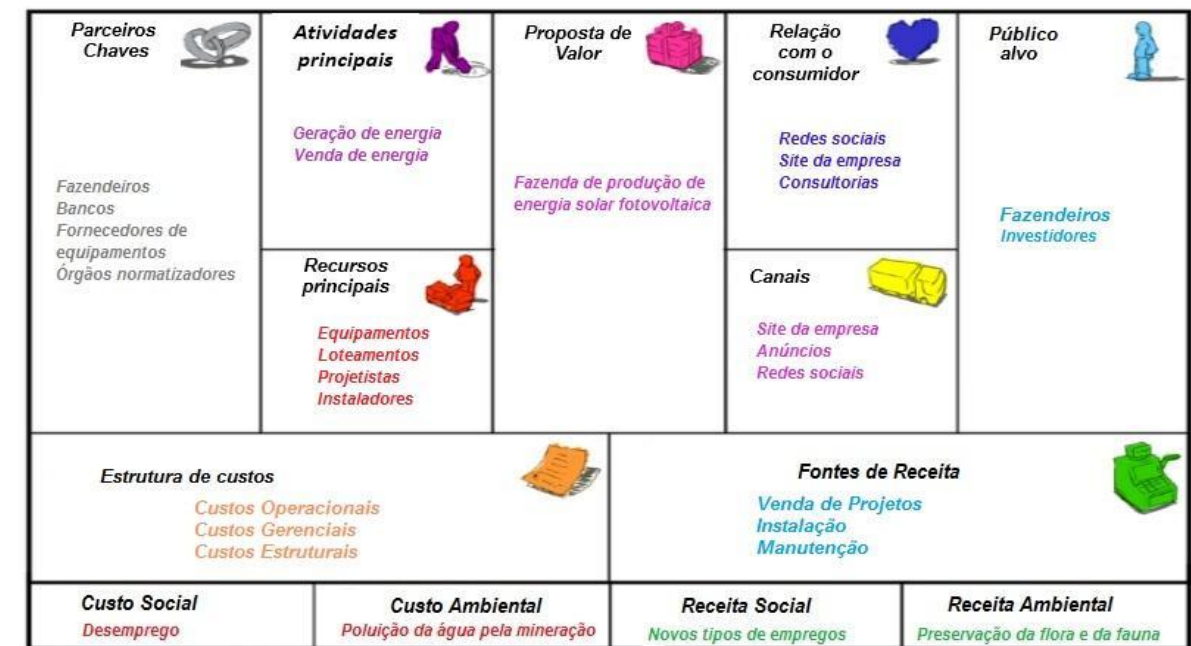 Parceiros
Chaves
Fazendeiros
Bancos
Fornecedores de
equipamentos
Órgãos normatizadores
Atividades
principais
Geração de energia
Venda de energia
Recursos
principais
Equipamentos
Loteamentos
Projetistas
Instaladores
Proposta de
Valor
Fazenda de produção de
energia solar fotovoltaica
Relação
com o
consumidor
Redes sociais
Site da empresa
Consultorias
Canais
Site da empresa
Anúncios
Redes sociais
Público
alvo
Fazendeiros
Investidores
Estrutura de custos
Custos Operacionais
Custos Gerenciais
Custos Estruturais
Fontes de Receita
Venda de Projetos
Instalação
Manutenção
Custo Social
Desemprego
Custo Ambiental
Poluição da água pela mineração
Receita Social
Novos tipos de empregos
Receita Ambiental
Preservação da flora e da fauna